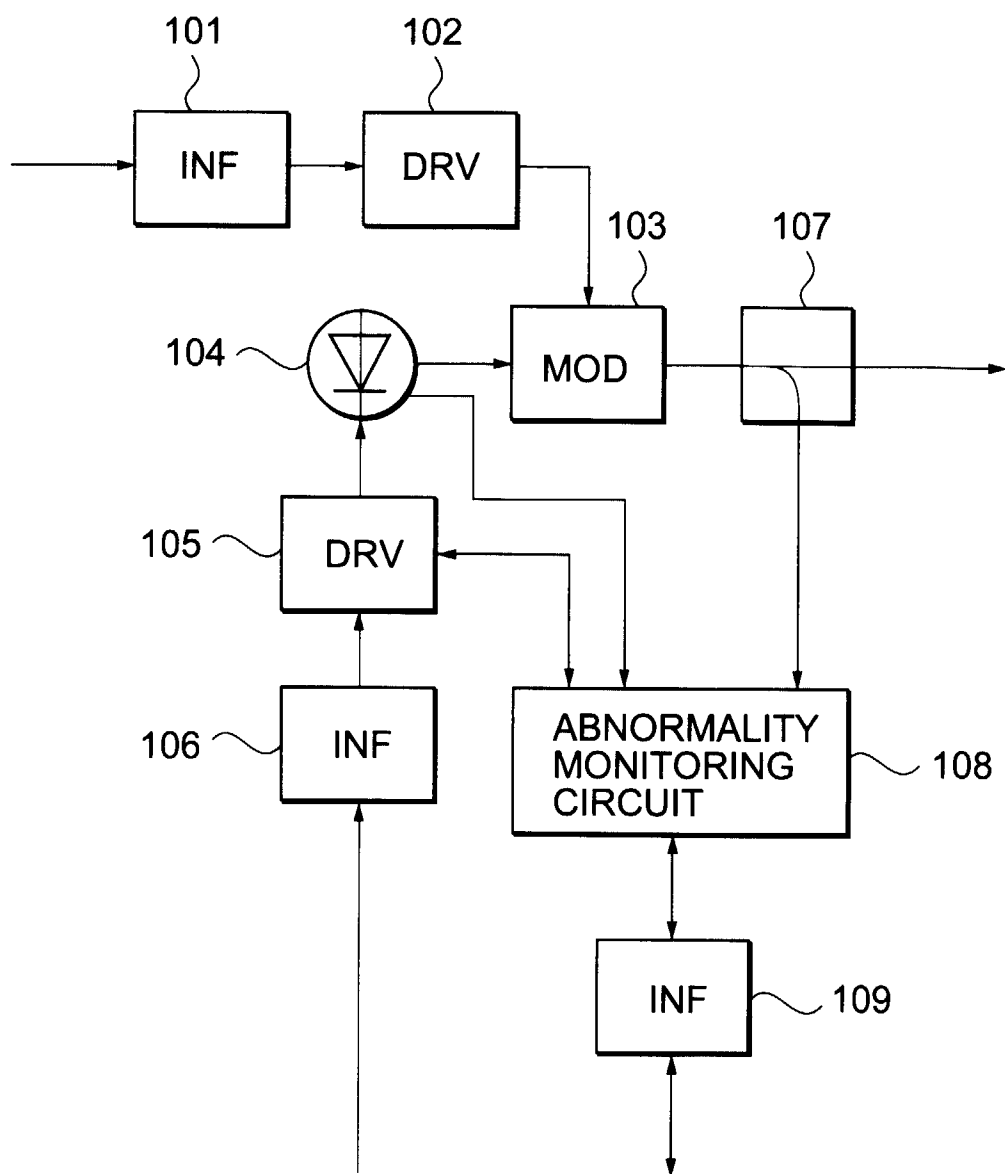 101
102
INF
DRV
103
107
104
MOD
105
DRV
106
INF
ABNORMALITY
MONITORING
CIRCUIT
108
INF
109